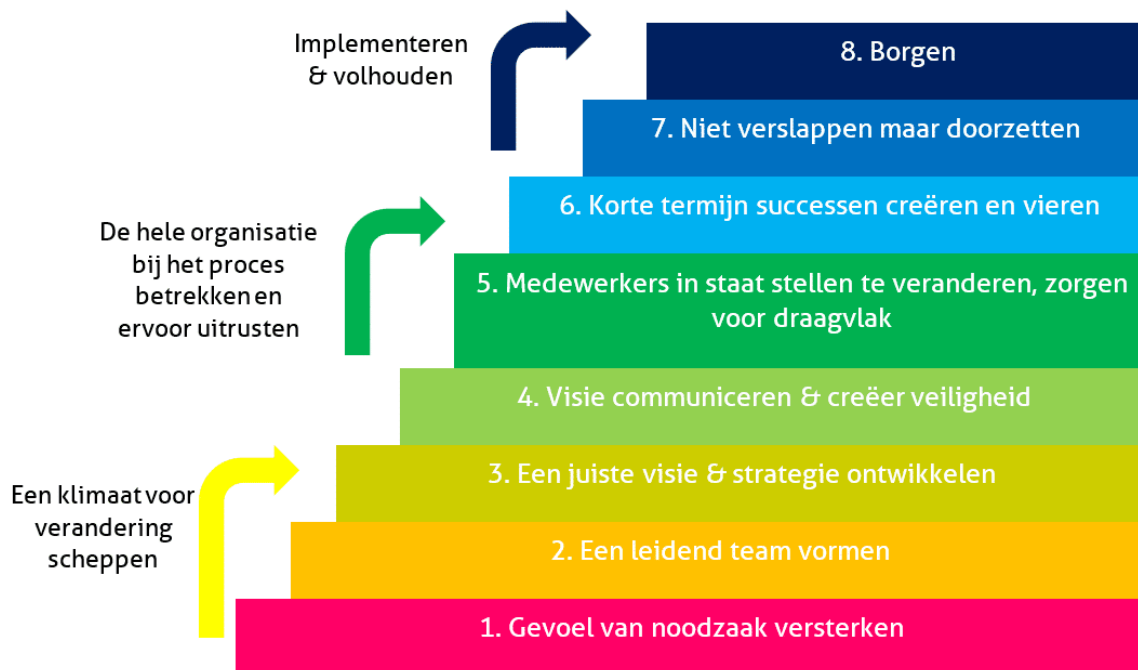 Implementeren
& volhouden
8. Borgen
7. Niet verslappen maar doorzetten
6. Korte termijn successen creëren en vieren
De hele organisatie
bij het proces
betrekken en
ervoor uitrusten
5. Medewerkers in staat stellen te veranderen, zorgen
voor draagvlak
4. Visie communiceren & creëer veiligheid
3. Een juiste visie & strategie ontwikkelen
Een klimaat voor
verandering
scheppen
2. Een leidend team vormen
1. Gevoel van noodzaak versterken